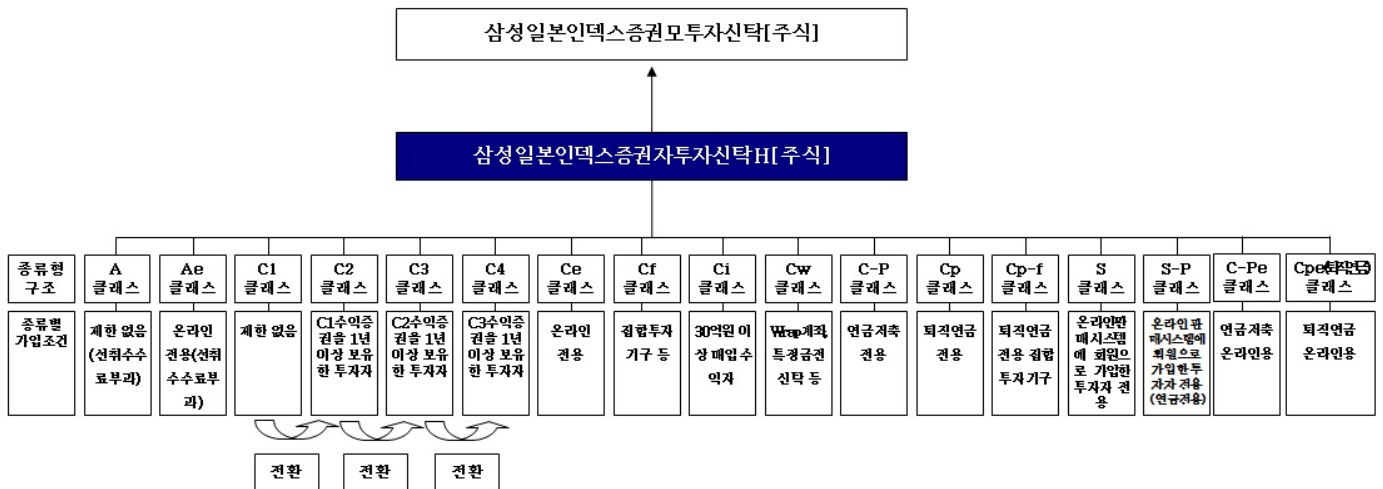 삼성일본인덱스증권모투자신탁[주식]
삼성일본인덱스증권자투자신탁H[주식]
종류형
구조
A
클래스
Ae
클래스
C1
클래스
C2
클래스
C3
클래스
C4
클래스
Ce
클래스
Cf
클래스
Ci
클래스
Cw
클래스
C-P
클래스
Cp
클래스
Cp-f
클래스
S
클래스
S-P
클래스
C-Pe
클래스
Cpe(퇴직연금)
클래스
종류별
가입조건
제한 없음
(선취수수
료부과)
온라인
전용(선취
수수료부
과)
제한 없음
C1수익증
권을 1년
이상 보유
한 투자자
C2수익증
권을 1년
이상 보유
한 투자자
C3수익증
권을 1년
이상 보유
한 투자자
온라인
전용
집합투자
기구 등
30억원 이
상 매입 수
익자
Wrap계좌,
특정금전
신탁 등
연금저축
전용
퇴직연금
전용
퇴직연금
전용 집합
투자기구
온라인판
매시스템
에 회원으
로 가입한
투자자 전
용
온라인 판
매시스템에
회원으로
가입한 투
자자 전용
(연금전용)
연금저축
온라인용
퇴직연금
온라인용
전환
전환
전환